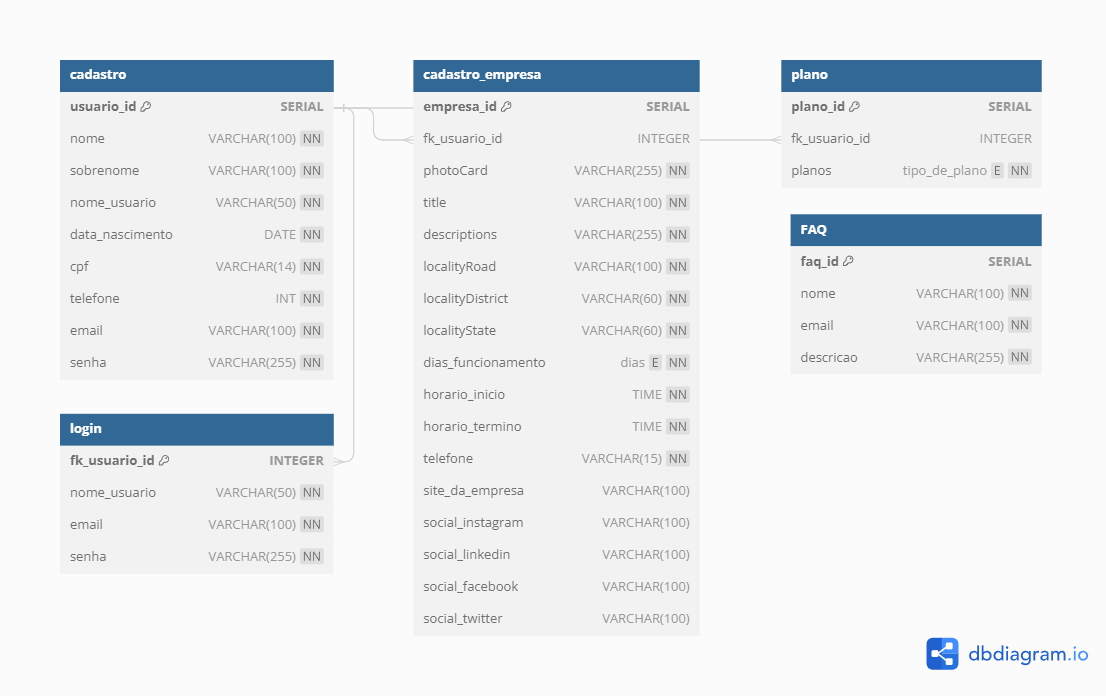 cadastro
usuario_id SERIAL
nome VARCHAR(100) NN
sobrenome VARCHAR(100) NN
nome_usuario VARCHAR(50) NN
data_nascimento DATE NN
cpf VARCHAR(14) NN
telefone INT NN
email VARCHAR(100) NN
senha VARCHAR(255) NN
login
fk_usuario_id INTEGER
nome_usuario VARCHAR(50) NN
email VARCHAR(100) NN
senha VARCHAR(255) NN
cadastro_empresa
empresa_id SERIAL
fk_usuario_id INTEGER
photoCard VARCHAR(255) NN
title VARCHAR(100) NN
descriptions VARCHAR(255) NN
localityRoad VARCHAR(100) NN
localityDistrict VARCHAR(60) NN
localityState VARCHAR(60) NN
dias_funcionamento dias E NN
horario_inicio TIME NN
horario_termino TIME NN
telefone VARCHAR(15) NN
site_da_empresa VARCHAR(100)
social_instagram VARCHAR(100)
social_linkedin VARCHAR(100)
social_facebook VARCHAR(100)
social_twitter VARCHAR(100)
plano
plano_id SERIAL
fk_usuario_id INTEGER
planos tipo_de_plano E NN
FAQ
faq_id SERIAL
nome VARCHAR(100) NN
email VARCHAR(100) NN
descricao VARCHAR(255) NN
dbdiagram.io